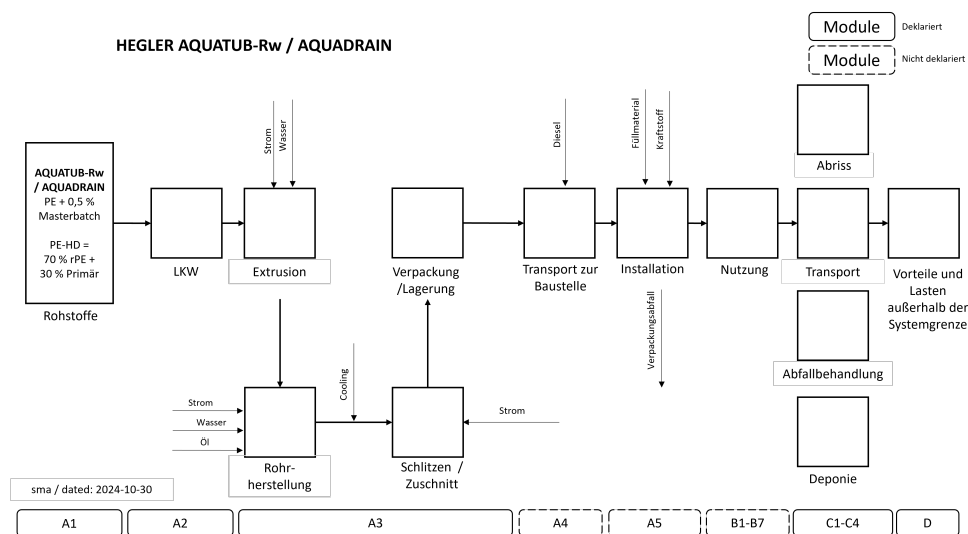 HEGLER AQUATUB-Rw / AQUADRAIN
Module
Deklariert
Module
Nicht deklariert
Strom
Wasser
Diesel
Füllmaterial
Kraftstoff
AQUATUB-Rw
/ AQUADRAIN
PE + 0,5 %
Masterbatch
PE-HD =
70 % rPE +
30 % Primär
Rohstoffe
LKW
Extrusion
Verpackung
/Lagerung
Transport zur
Baustelle
Installation
Nutzung
Abriss
Transport
Vorteile und
Lasten
außerhalb der
Systemgrenze
Verpackungsabfall
Abfallbehandlung
Cooling
Strom
Wasser
Öl
Strom
Rohr-
herstellung
Schlitzen /
Zuschnitt
Deponie
sma / dated: 2024-10-30
A1
A2
A3
A4
A5
B1-B7
C1-C4
D